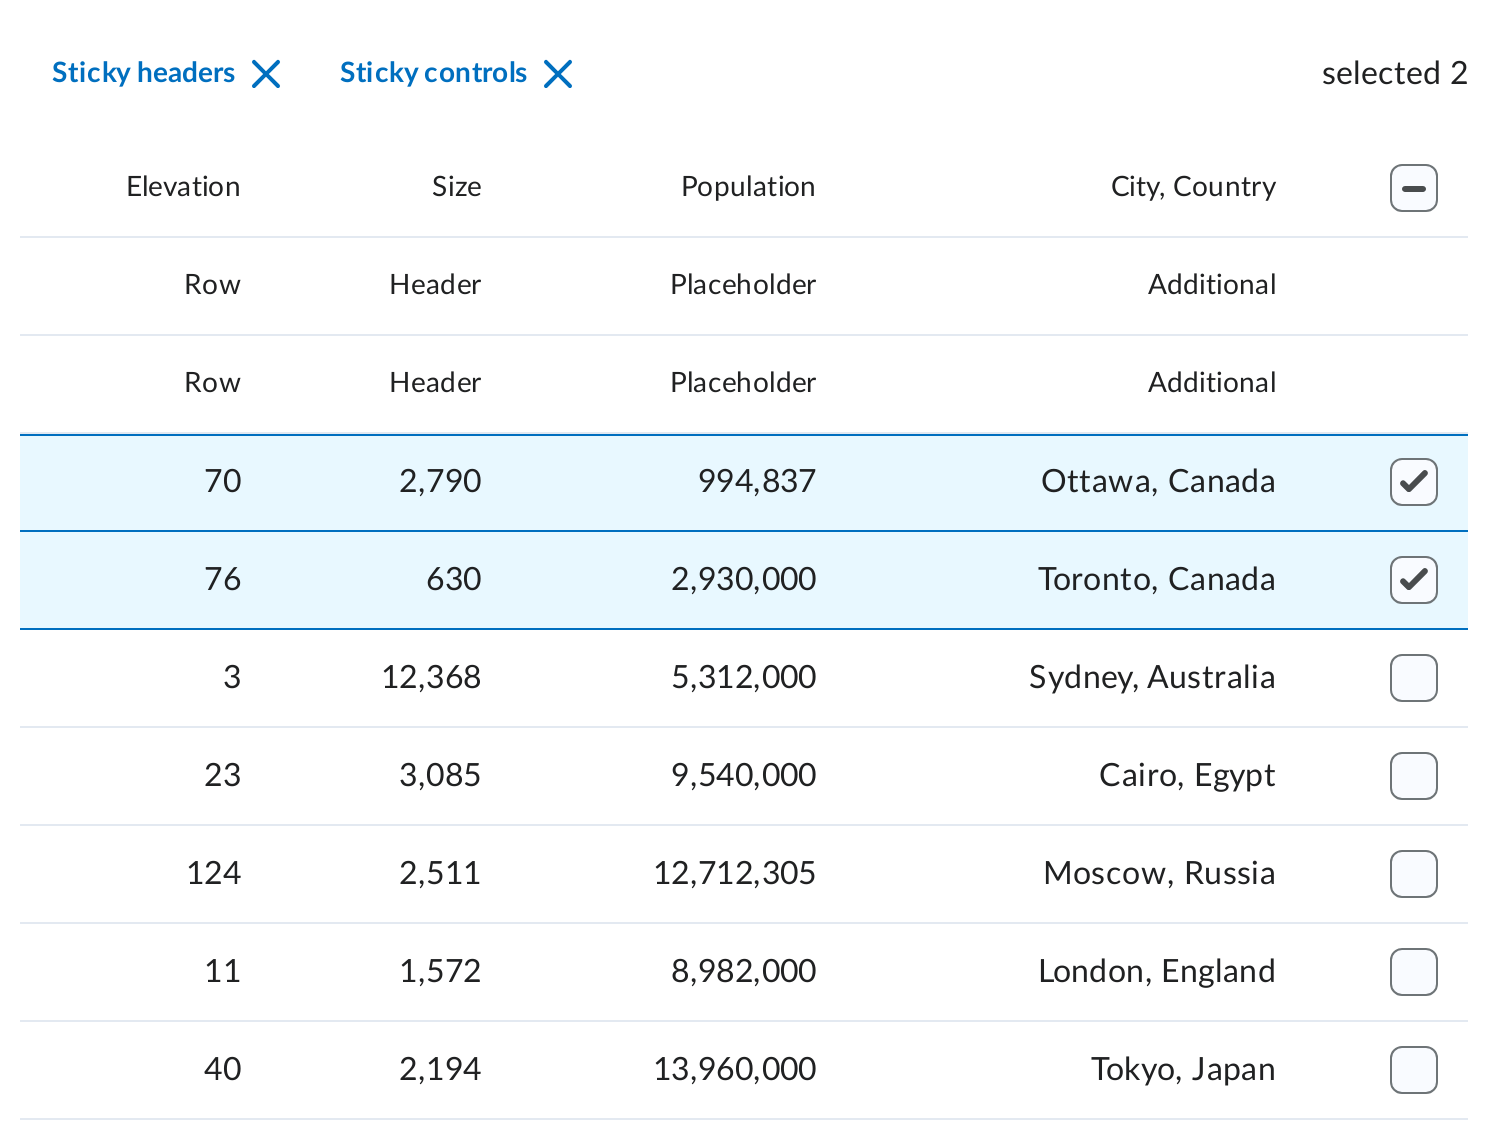 Sticky headers Sticky controls selected 2
Elevation Size Population City, Country
Row Header Placeholder Additional
Row Header Placeholder Additional
70 2,790 994,837 Ottawa, Canada
76 630 2,930,000 Toronto, Canada
3 12,368 5,312,000 Sydney, Australia
23 3,085 9,540,000 Cairo, Egypt
124 2,511 12,712,305 Moscow, Russia
11 1,572 8,982,000 London, England
40 2,194 13,960,000 Tokyo, Japan